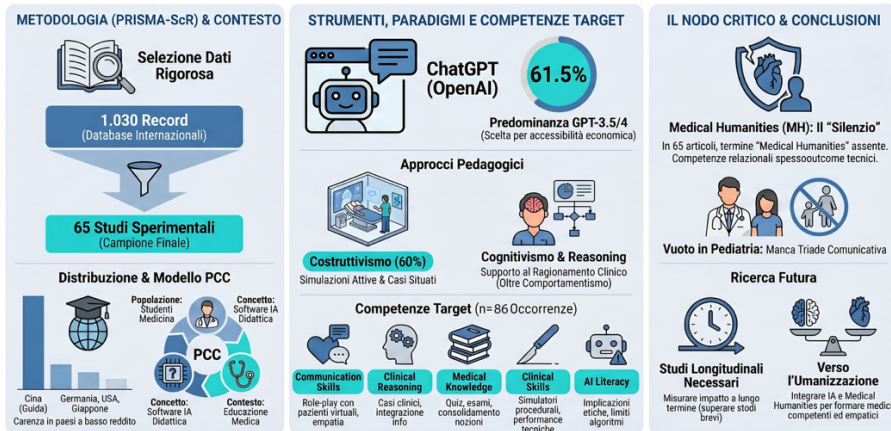 METODOLOGIA (PRISMA-ScR) & CONTESTO
Selezione Dati
Rigorosa
1.030 Record
(Database Internazionali)
65 Studi Sperimentali
(Campione Finale)
Distribuzione & Modello PCC
Cina
(Guida)
Germania, USA,
Giappone
Carenza in paesi a basso reddito
Popolazione:
Studenti
Medicina
Concetto:
Software IA
Didattica
PCC
Concetto:
Software IA
Didattica
Contesto:
Educazione
Medica
STRUMENTI, PARADIGMI E COMPETENZE TARGET
ChatGPT
(OpenAI)
61.5%
Predominanza GPT-3.5/4
(Scelta per accessibilità economica)
Approcci Pedagogici
Costruttivismo (60%)
Simulazioni Attive & Casi Situati
Cognitivismo & Reasoning
Supporto al Ragionamento Clinico
(Oltre Comportamentismo)
Competenze Target (n=86 Occorrenze)
Communication
Skills
Role-play con
pazienti virtuali,
empatia
Clinical
Reasoning
Casi clinici,
integrazione
info
Medical
Knowledge
Quiz, esami,
consolidamento
nozioni
Clinical
Skills
Simulatori
procedurali,
performance
tecniche
AI Literacy
Implicazioni
etiche, limiti
algoritmi
IL NODO CRITICO & CONCLUSIONI
Medical Humanities (MH): Il “Silenzio”
In 65 articoli, termine “Medical Humanities” assente.
Competenze relazionali spessooutcome tecnici.
Vuoto in Pediatria: Manca Triade Comunicativa
Ricerca Futura
Studi Longitudinali
Necessari
Misurare impatto a lungo
termine (superare studi
brevi)
Verso
l’Umanizzazione
Integrare IA e Medical
Humanities per formare medici
competenti ed empatici